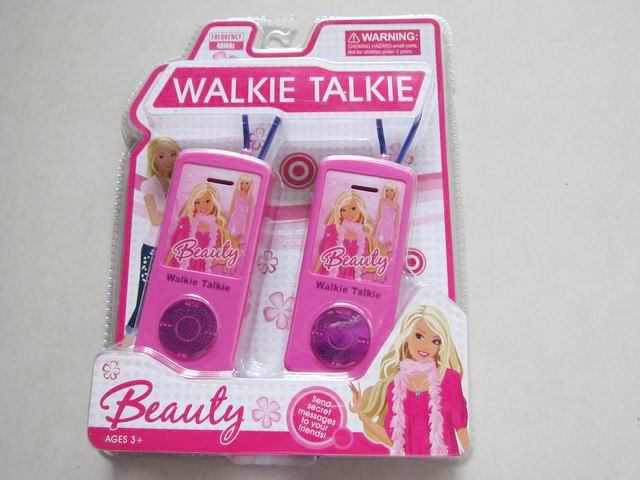 FREQUENCY
49MHz
WARNING:
CHOKING HAZARD-small parts.
Not for children under 3 years.
WALKIE TALKIE
Beauty
Walkie Talkie
Beauty
Walkie Talkie
Beauty
AGES 3+
Send
secret
messages
to your
friends!